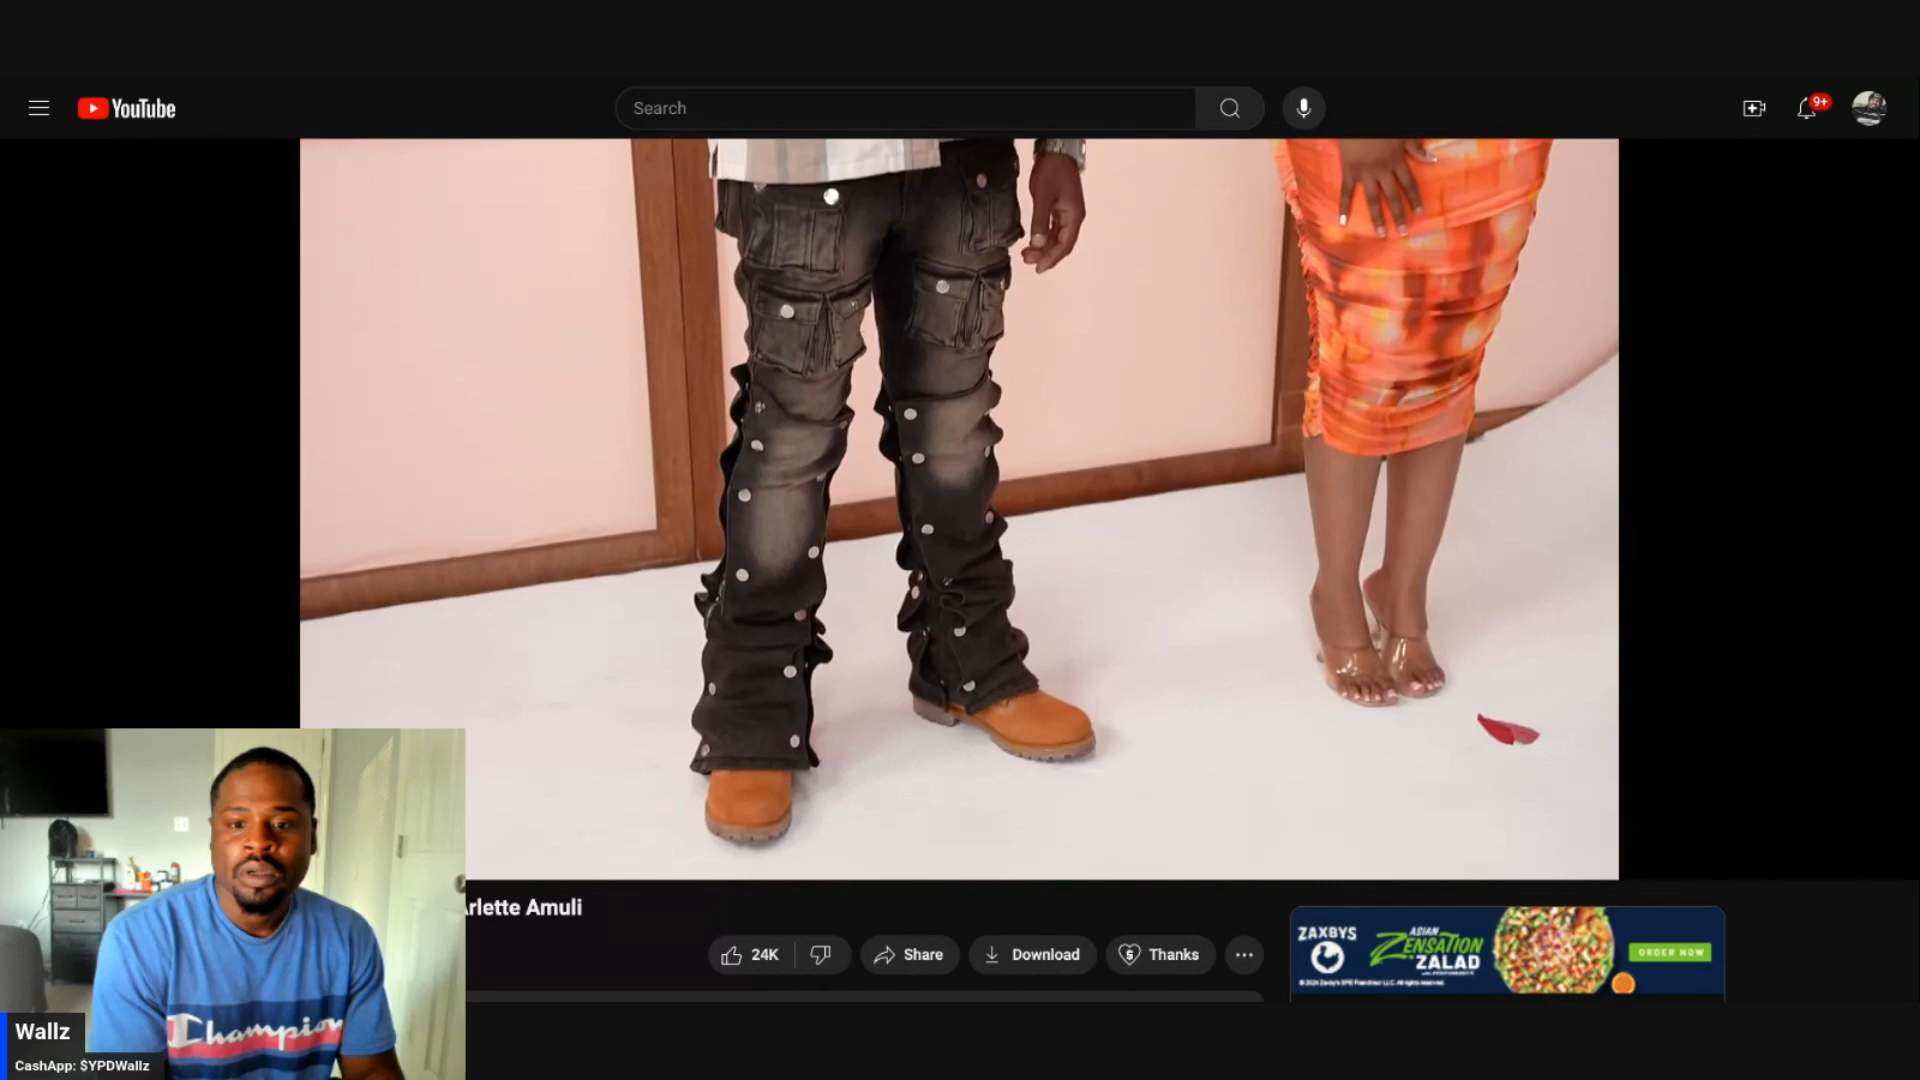 YouTube
Search
9+
rlette Amuli
24K
Share
Download
Thanks
ZAXBYS
ASIAN
ZENSATION
ZALAD
ORDER NOW
Champion
Wallz
CashApp: $YPDWallz